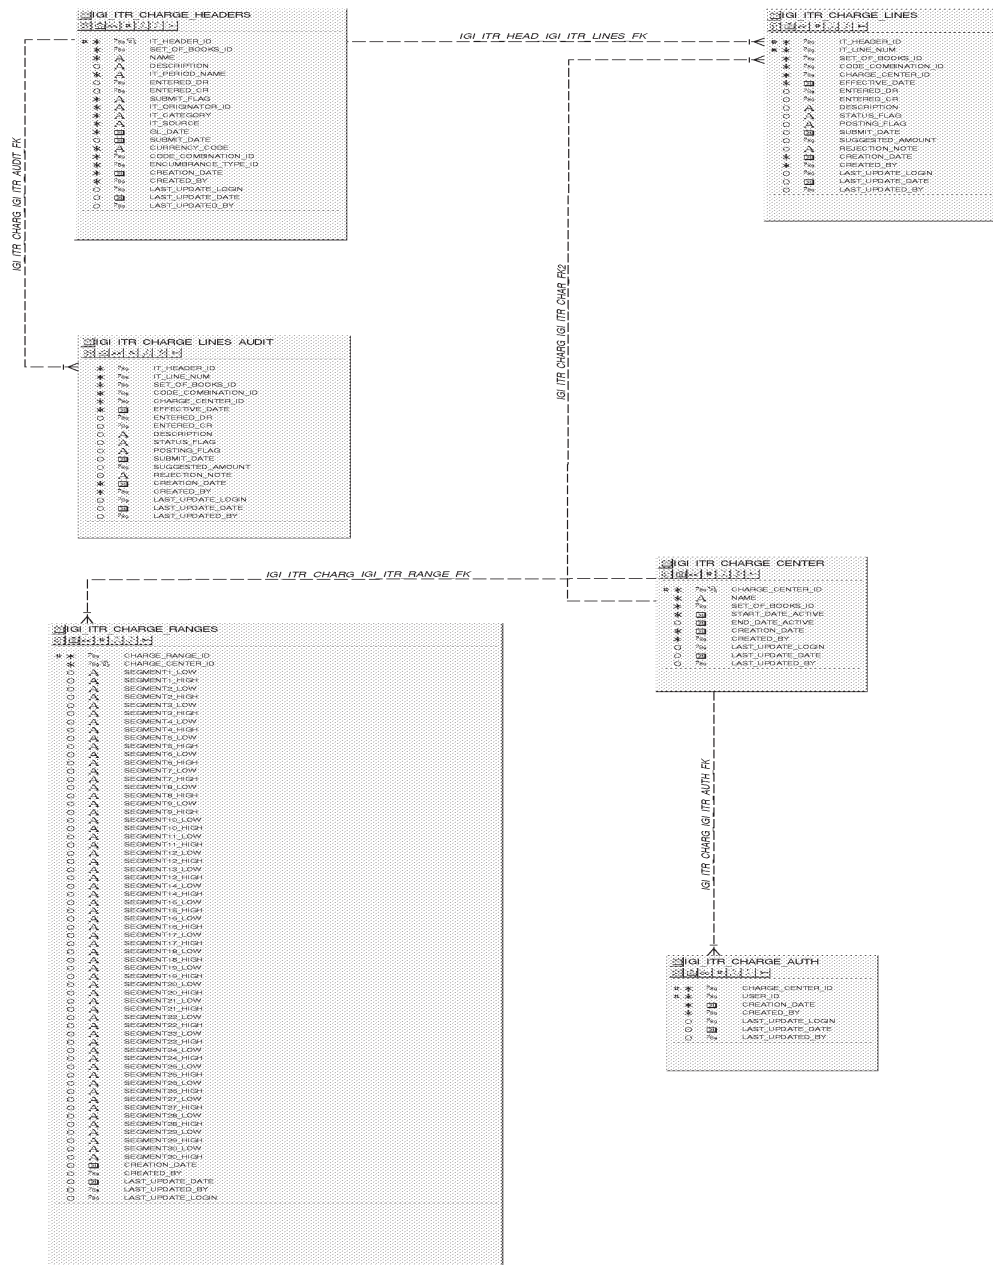 IGI_ITR_CHARGE_HEADERS
IT_HEADER_ID
SET_OF_BOOKS_ID
NAME
DESCRIPTION
IT_PERIOD_NAME
ENTERED_DR
ENTERED_CR
SUBMIT_FLAG
IT_ORIGINATOR_ID
IT_CATEGORY
IT_SOURCE
GL_DATE
SUBMIT_DATE
CURRENCY_CODE
CODE_COMBINATION_ID
ENCUMBRANCE_TYPE_ID
CREATION_DATE
CREATED_BY
LAST_UPDATE_LOGIN
LAST_UPDATE_DATE
LAST_UPDATED_BY
IGI_ITR_HEAD_IGI_ITR_LINES_FK
IGI_ITR_CHARGE_LINES
IT_HEADER_ID
IT_LINE_NUM
SET_OF_BOOKS_ID
CODE_COMBINATION_ID
CHARGE_CENTER_ID
EFFECTIVE_DATE
ENTERED_DR
ENTERED_CR
DESCRIPTION
STATUS_FLAG
POSTING_FLAG
SUBMIT_DATE
SUGGESTED_AMOUNT
REJECTION_NOTE
CREATION_DATE
CREATED_BY
LAST_UPDATE_LOGIN
LAST_UPDATE_DATE
LAST_UPDATED_BY
IGI_ITR_CHARG_IGI_ITR_AUDIT_FK
IGI_ITR_CHARG_IGI_ITR_CHAR_FK2
IGI_ITR_CHARGE_LINES_AUDIT
IT_HEADER_ID
IT_LINE_NUM
SET_OF_BOOKS_ID
CODE_COMBINATION_ID
CHARGE_CENTER_ID
EFFECTIVE_DATE
ENTERED_DR
ENTERED_CR
DESCRIPTION
STATUS_FLAG
POSTING_FLAG
SUBMIT_DATE
SUGGESTED_AMOUNT
REJECTION_NOTE
CREATION_DATE
CREATED_BY
LAST_UPDATE_LOGIN
LAST_UPDATE_DATE
LAST_UPDATED_BY
IGI_ITR_CHARG_IGI_ITR_RANGE_FK
IGI_ITR_CHARGE_CENTER
CHARGE_CENTER_ID
NAME
SET_OF_BOOKS_ID
START_DATE_ACTIVE
END_DATE_ACTIVE
CREATION_DATE
CREATED_BY
LAST_UPDATE_LOGIN
LAST_UPDATE_DATE
LAST_UPDATED_BY
IGI_ITR_CHARGE_RANGES
CHARGE_RANGE_ID
CHARGE_CENTER_ID
SEGMENT1_LOW
SEGMENT1_HIGH
SEGMENT2_LOW
SEGMENT2_HIGH
SEGMENT3_LOW
SEGMENT3_HIGH
SEGMENT4_LOW
SEGMENT4_HIGH
SEGMENT5_LOW
SEGMENT5_HIGH
SEGMENT6_LOW
SEGMENT6_HIGH
SEGMENT7_LOW
SEGMENT7_HIGH
SEGMENT8_LOW
SEGMENT8_HIGH
SEGMENT9_LOW
SEGMENT9_HIGH
SEGMENT10_LOW
SEGMENT10_HIGH
SEGMENT11_LOW
SEGMENT11_HIGH
SEGMENT12_LOW
SEGMENT12_HIGH
SEGMENT13_LOW
SEGMENT13_HIGH
SEGMENT14_LOW
SEGMENT14_HIGH
SEGMENT15_LOW
SEGMENT15_HIGH
SEGMENT16_LOW
SEGMENT16_HIGH
SEGMENT17_LOW
SEGMENT17_HIGH
SEGMENT18_LOW
SEGMENT18_HIGH
SEGMENT19_LOW
SEGMENT19_HIGH
SEGMENT20_LOW
SEGMENT20_HIGH
SEGMENT21_LOW
SEGMENT21_HIGH
SEGMENT22_LOW
SEGMENT22_HIGH
SEGMENT23_LOW
SEGMENT23_HIGH
SEGMENT24_LOW
SEGMENT24_HIGH
SEGMENT25_LOW
SEGMENT25_HIGH
SEGMENT26_LOW
SEGMENT26_HIGH
SEGMENT27_LOW
SEGMENT27_HIGH
SEGMENT28_LOW
SEGMENT28_HIGH
SEGMENT29_LOW
SEGMENT29_HIGH
SEGMENT30_LOW
SEGMENT30_HIGH
CREATION_DATE
CREATED_BY
LAST_UPDATE_DATE
LAST_UPDATED_BY
LAST_UPDATE_LOGIN
IGI_ITR_CHARG_IGI_ITR_AUTH_FK
IGI_ITR_CHARGE_AUTH
CHARGE_CENTER_ID
USER_ID
CREATION_DATE
CREATED_BY
LAST_UPDATE_LOGIN
LAST_UPDATE_DATE
LAST_UPDATED_BY